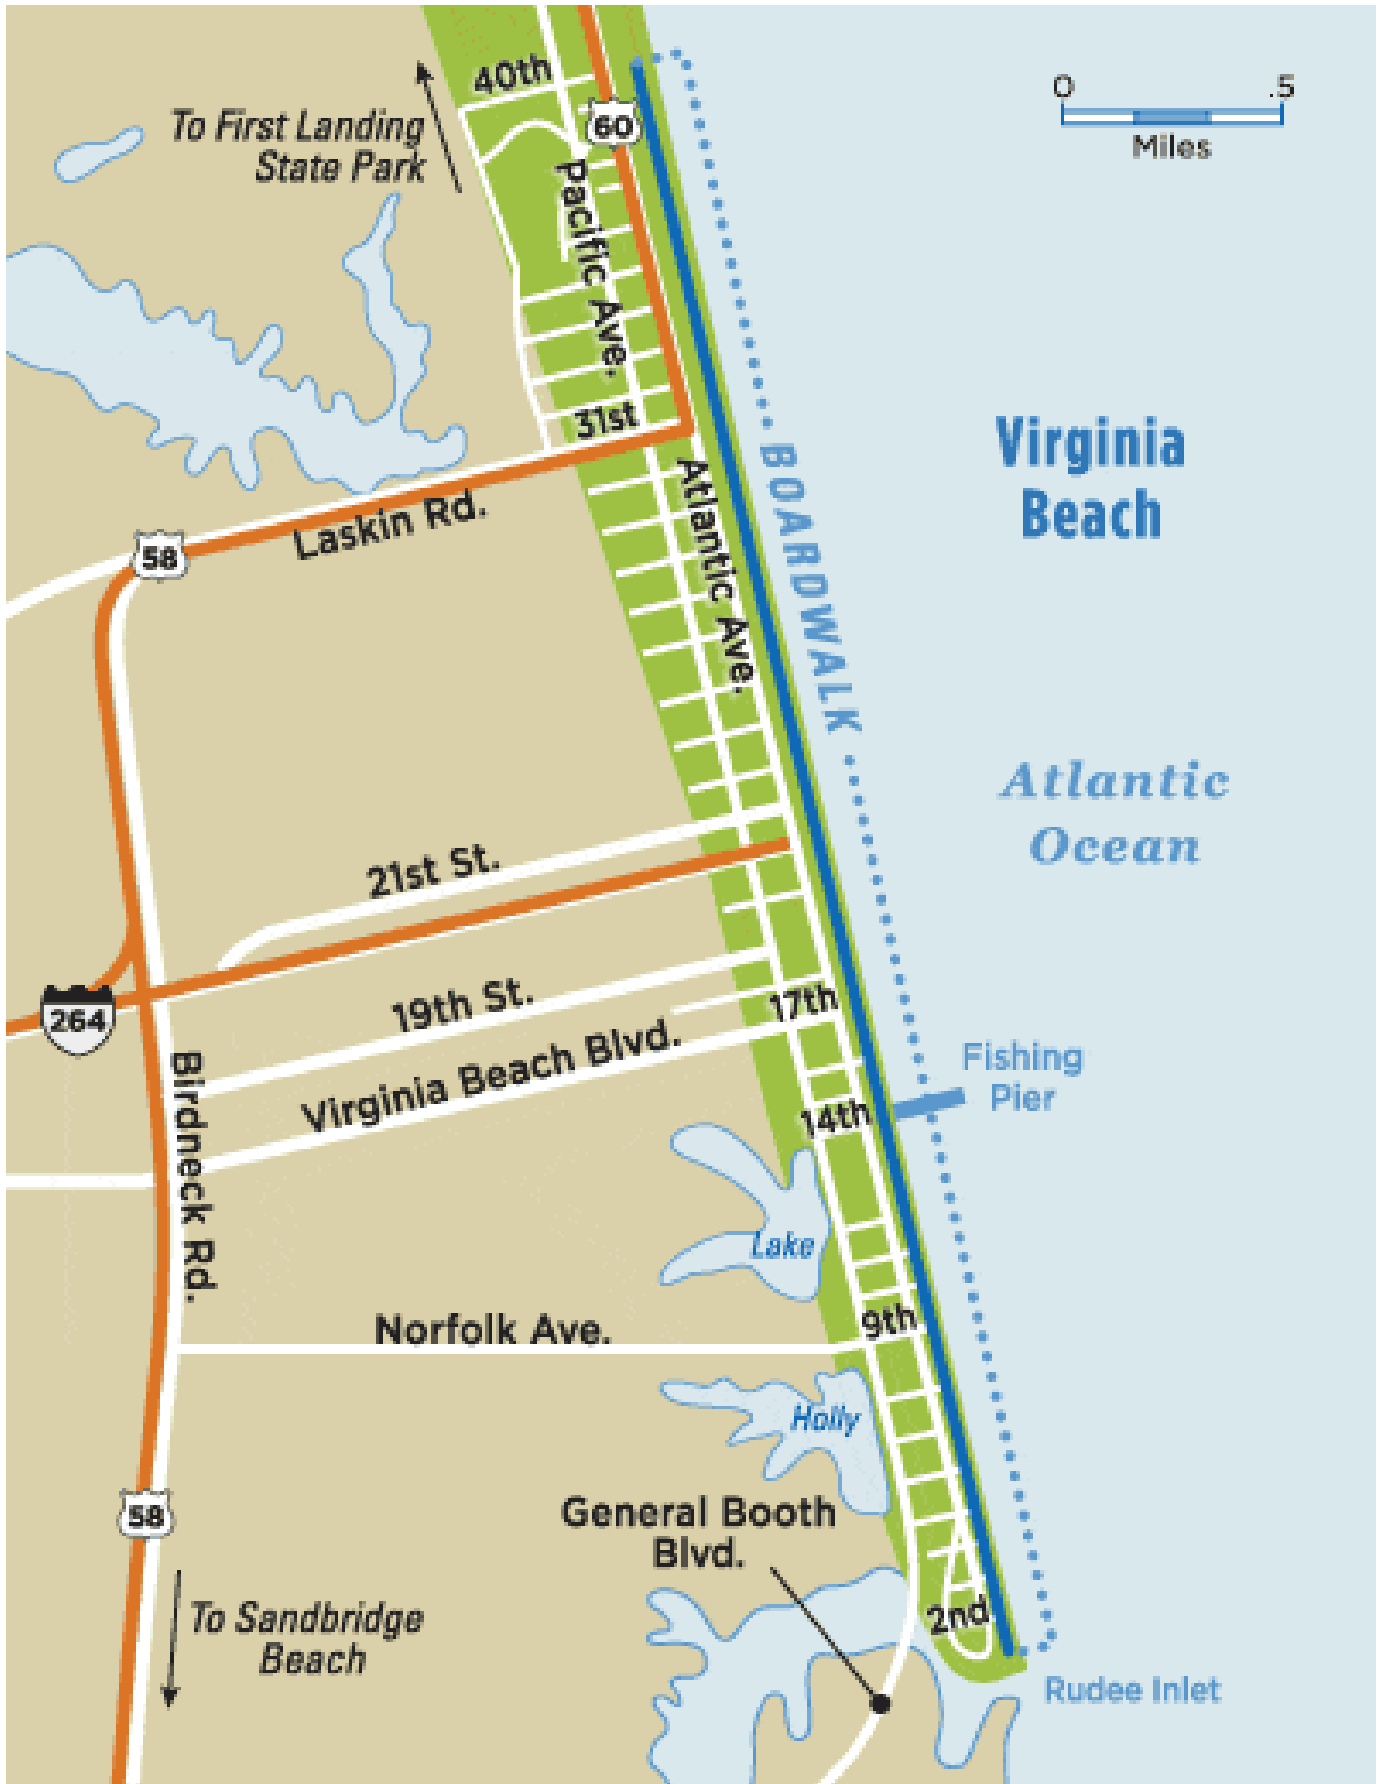 40th
0 .5
Miles
60
To First Landing
State Park
Pacific Ave.
31st
Virginia
Beach
BOARDWALK
Atlantic Ave.
Laskin Rd.
58
Atlantic
Ocean
21st St.
19th St.
17th
264
Virginia Beach Blvd.
Fishing
Pier
Birdneck Rd.
14th
Lake
Norfolk Ave.
9th
Holly
58
General Booth
Blvd.
To Sandbridge
Beach
2nd
Rudee Inlet